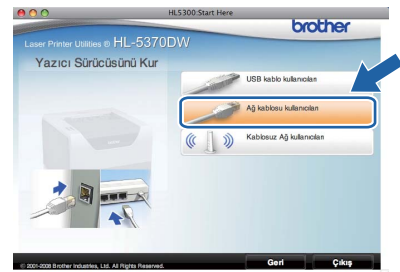 HL5300:Start Here
brother
Laser Printer Utilities ® HL-5370DW
Yazıcı Sürücüsünü Kur
USB kablo kullanıcıları
Ağ kablosu kullanıcıları
Kablosuz Ağ kullanıcıları
© 2001-2008 Brother Industries, Ltd. All Rights Reserved.
Geri
Çıkış